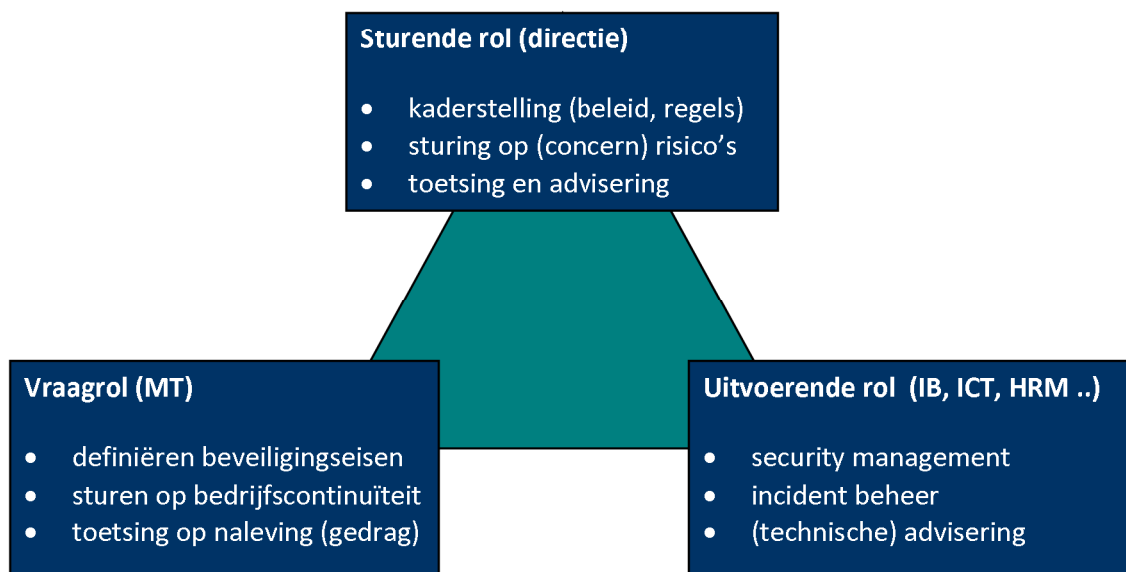 Sturende rol (directie)
• kaderstelling (beleid, regels)
• sturing op (concern) risico’s
• toetsing en advisering
Vraagrol (MT)
• definiëren beveiligingseisen
• sturen op bedrijfscontinuïteit
• toetsing op naleving (gedrag)
Uitvoerende rol (IB, ICT, HRM ..)
• security management
• incident beheer
• (technische) advisering